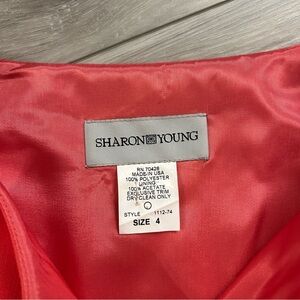 SHARON YOUNG
RN 70428
MADE IN USA
100% POLYESTER
LINING
100% ACETATE
EXCLUSIVE TRIM
DRY CLEAN ONLY
STYLE 1112-74
SIZE 4